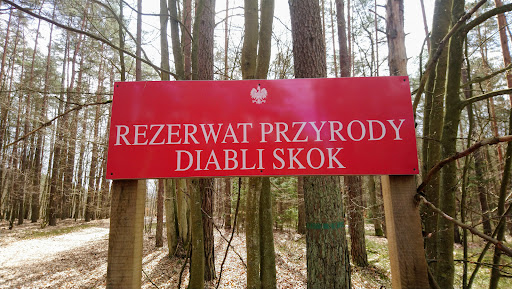 REZERWAT PRZYRODY
DIABLI SKOK